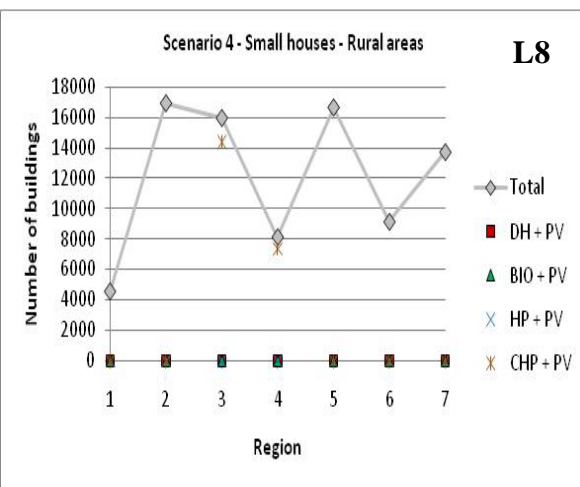 Scenario 4 - Small houses - Rural areas
L8
Number of buildings
18000
16000
14000
12000
10000
8000
6000
4000
2000
0
1 2 3 4 5 6 7
Region
Total
DH + PV
BIO + PV
HP + PV
CHP + PV